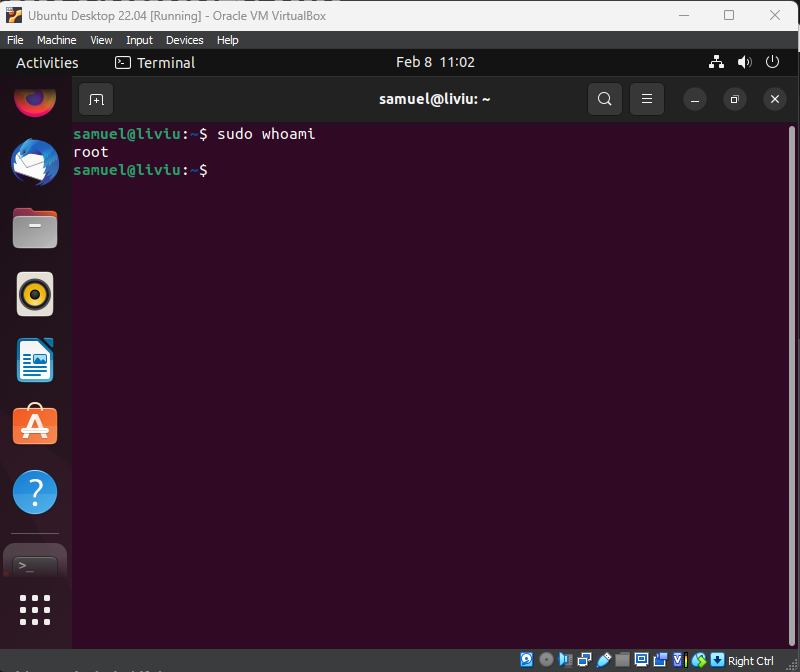 Ubuntu Desktop 22.04 [Running] - Oracle VM VirtualBox
File Machine View Input Devices Help
Activities Terminal Feb 8 11:02
samuel@liviu: ~
samuel@liviu:~$ sudo whoami
root
samuel@liviu:~$
?
>_
Right Ctrl